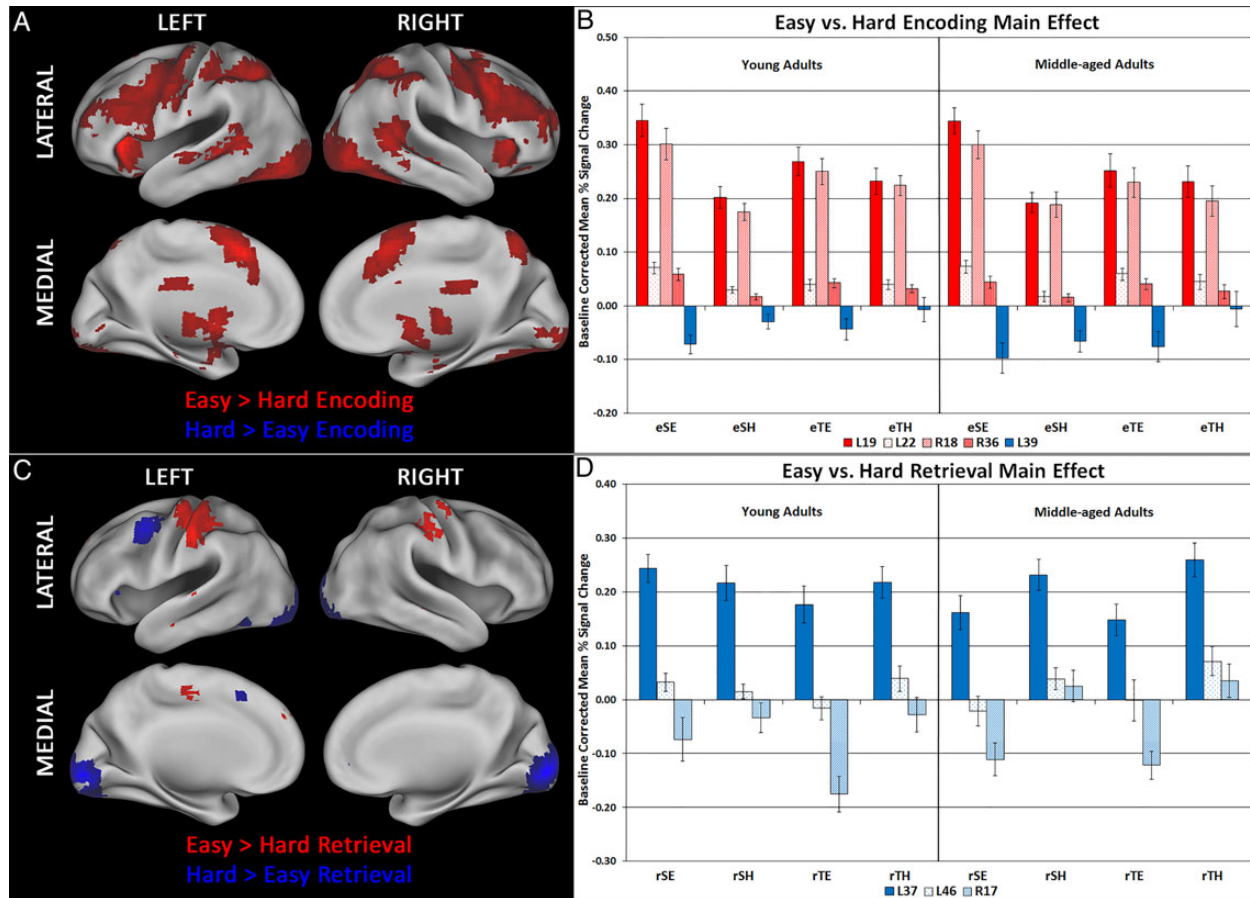 A
LEFT
RIGHT
LATERAL
MEDIAL
Easy > Hard Encoding
Hard > Easy Encoding
B
Easy vs. Hard Encoding Main Effect
Young Adults
Middle-aged Adults
Baseline Corrected Mean % Signal Change
0.50
0.40
0.30
0.20
0.10
0.00
-0.10
-0.20
eSE eSH eTE eTH eSE eSH eTE eTH
L19 L22 R18 R36 L39
C
LEFT
RIGHT
LATERAL
MEDIAL
Easy > Hard Retrieval
Hard > Easy Retrieval
D
Easy vs. Hard Retrieval Main Effect
Young Adults
Middle-aged Adults
Baseline Corrected Mean % Signal Change
0.40
0.30
0.20
0.10
0.00
-0.10
-0.20
-0.30
rSE rSH rTE rTH rSE rSH rTE rTH
L37 L46 R17